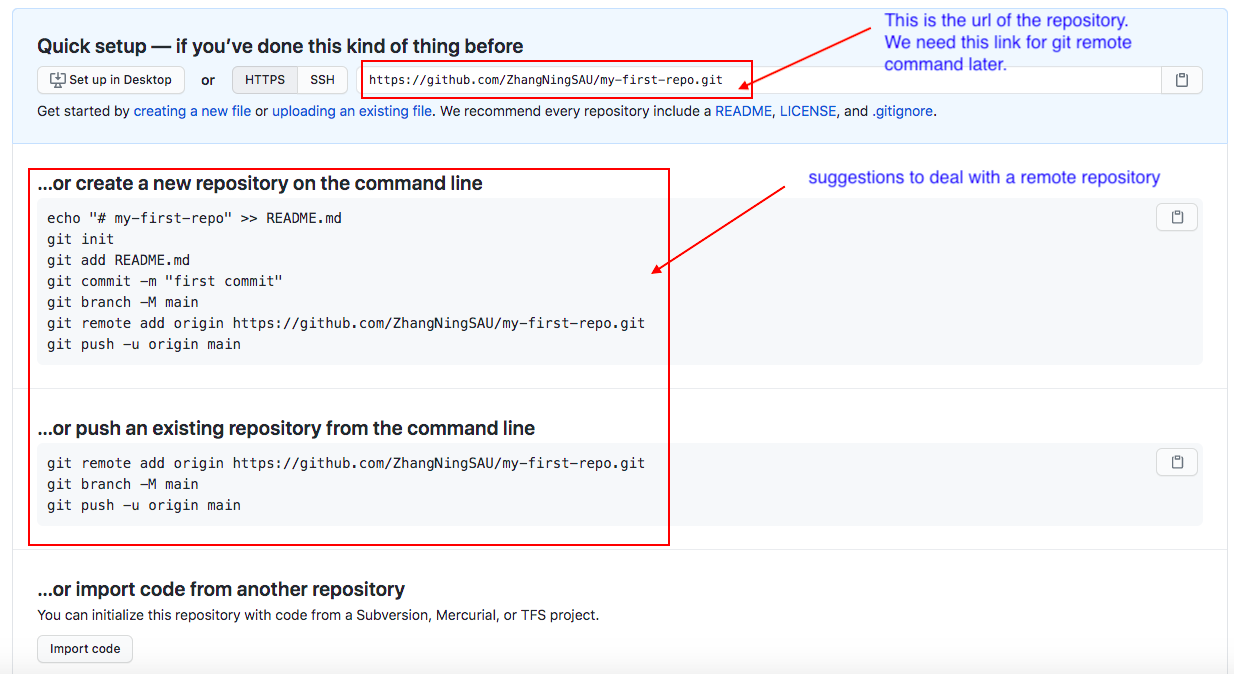 This is the url of the repository.
We need this link for git remote
command later.
Quick setup — if you’ve done this kind of thing before
Set up in Desktop or HTTPS SSH https://github.com/ZhangNingSAU/my-first-repo.git
Get started by creating a new file or uploading an existing file. We recommend every repository include a README, LICENSE, and .gitignore.
suggestions to deal with a remote repository
...or create a new repository on the command line
echo "# my-first-repo" >> README.md
git init
git add README.md
git commit -m "first commit"
git branch -M main
git remote add origin https://github.com/ZhangNingSAU/my-first-repo.git
git push -u origin main
...or push an existing repository from the command line
git remote add origin https://github.com/ZhangNingSAU/my-first-repo.git
git branch -M main
git push -u origin main
...or import code from another repository
You can initialize this repository with code from a Subversion, Mercurial, or TFS project.
Import code